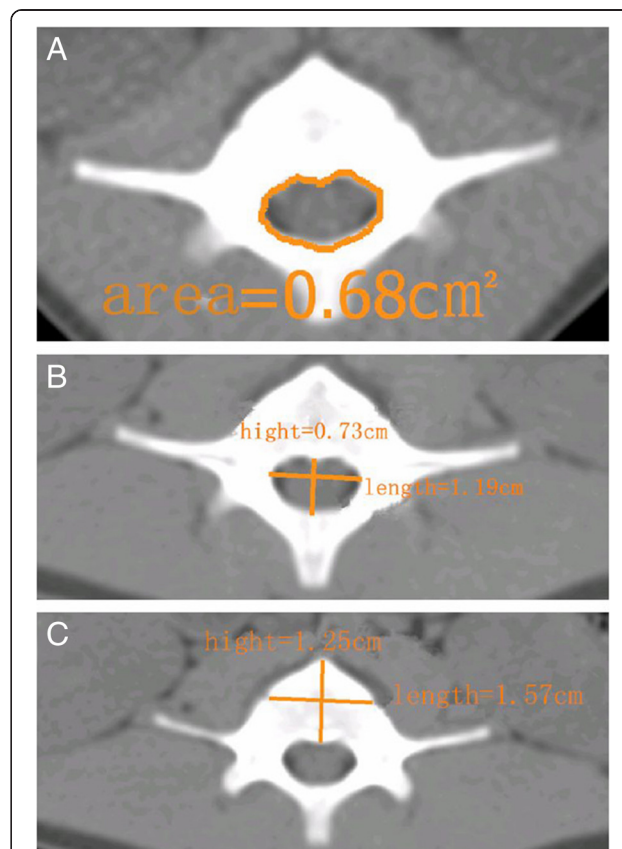 A
area=0.68cm²
B
hight=0.73cm
length=1.19cm
C
hight=1.25cm
length=1.57cm